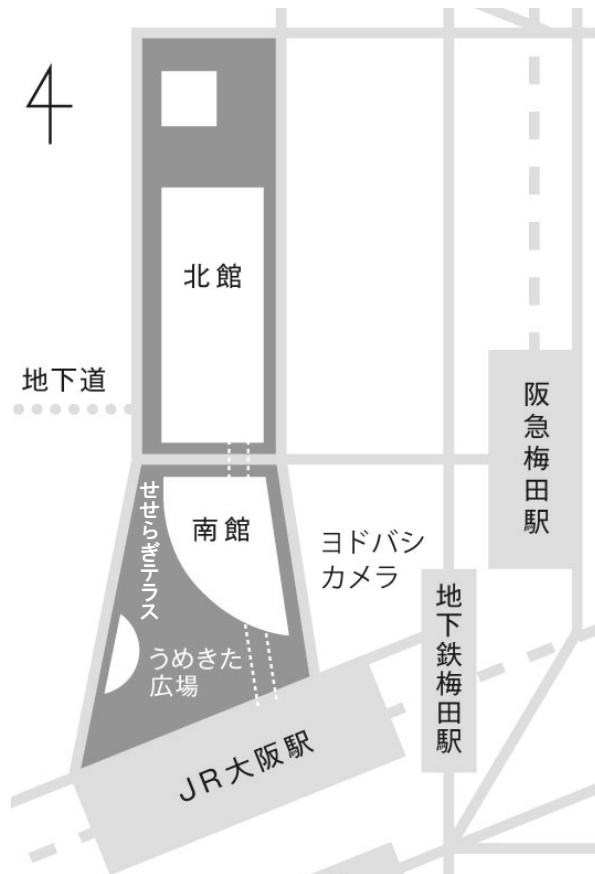 北館
地下道
阪急梅田駅
せせらぎテラス
南館
ヨドバシ
カメラ
地下鉄梅田駅
うめきた
広場
JR大阪駅